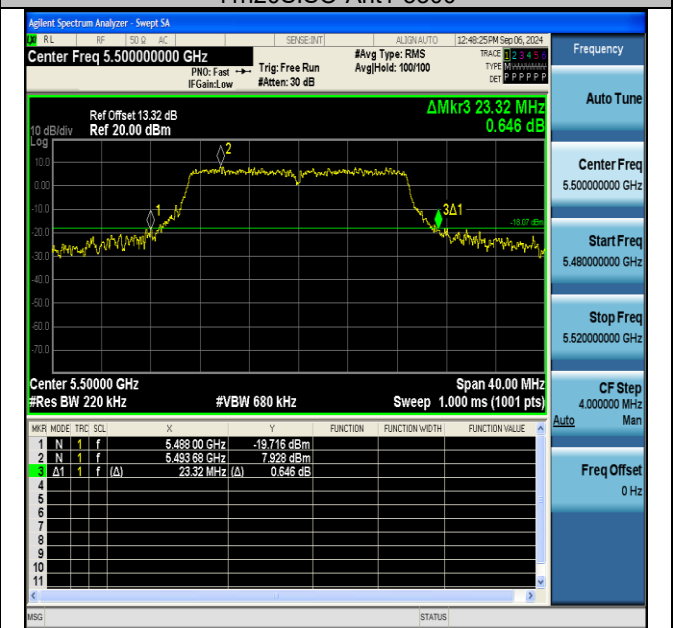 Agilent Spectrum Analyzer - Swept SA
RL RF 50 Ω AC SENSE:INT ALIGN AUTO 12:48:25 PM Sep 06, 2024
Center Freq 5.500000000 GHz
PNO: Fast
IFGain:Low
Trig: Free Run
#Atten: 30 dB
#Avg Type: RMS
Avg|Hold: 100/100
TRACE 1 2 3 4 5 6
TYPE M
DET P P P P P P
Frequency
Auto Tune
Center Freq
5.500000000 GHz
Start Freq
5.480000000 GHz
Stop Freq
5.520000000 GHz
CF Step
4.000000 MHz
Auto Man
Freq Offset
0 Hz
ΔMkr3 23.32 MHz
0.646 dB
Ref Offset 13.32 dB
10 dB/div Ref 20.00 dBm
Log
10.0
0.00
-10.0
-20.0
-30.0
-40.0
-50.0
-60.0
-70.0
1
2
3Δ1
-18.07 dBm
Center 5.50000 GHz Span 40.00 MHz
#Res BW 220 kHz #VBW 680 kHz Sweep 1.000 ms (1001 pts)
MKR MODE TRC SCL X Y FUNCTION FUNCTION WIDTH FUNCTION VALUE
1 N 1 f 5.488 00 GHz -19.716 dBm
2 N 1 f 5.493 68 GHz 7.928 dBm
3 Δ1 1 f (Δ) 23.32 MHz (Δ) 0.646 dB
4
5
6
7
8
9
10
11
MSG STATUS